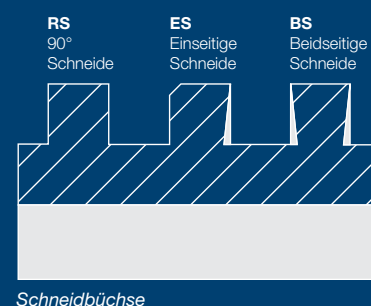 RS
90°
Schneide
ES
Einseitige
Schneide
BS
Beidseitige
Schneide
Schneidbüchse